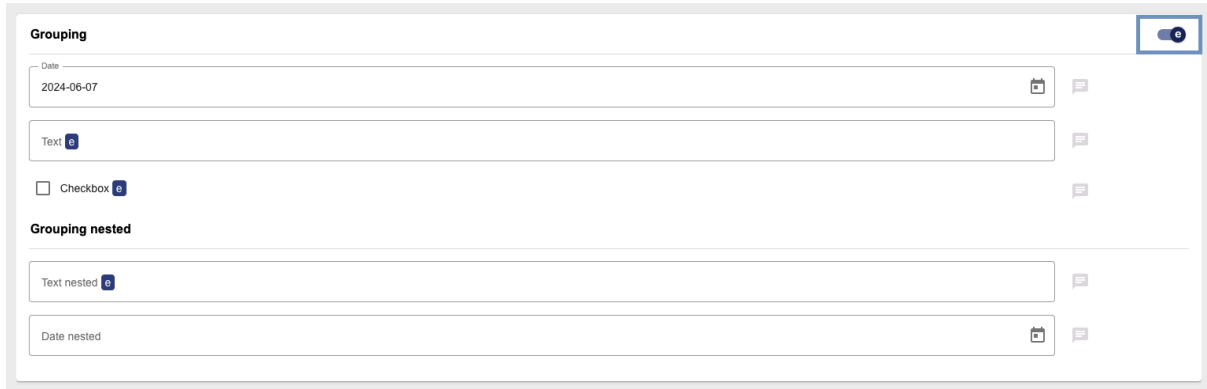 Grouping
e
Date
2024-06-07
Text e
Checkbox e
Grouping nested
Text nested e
Date nested